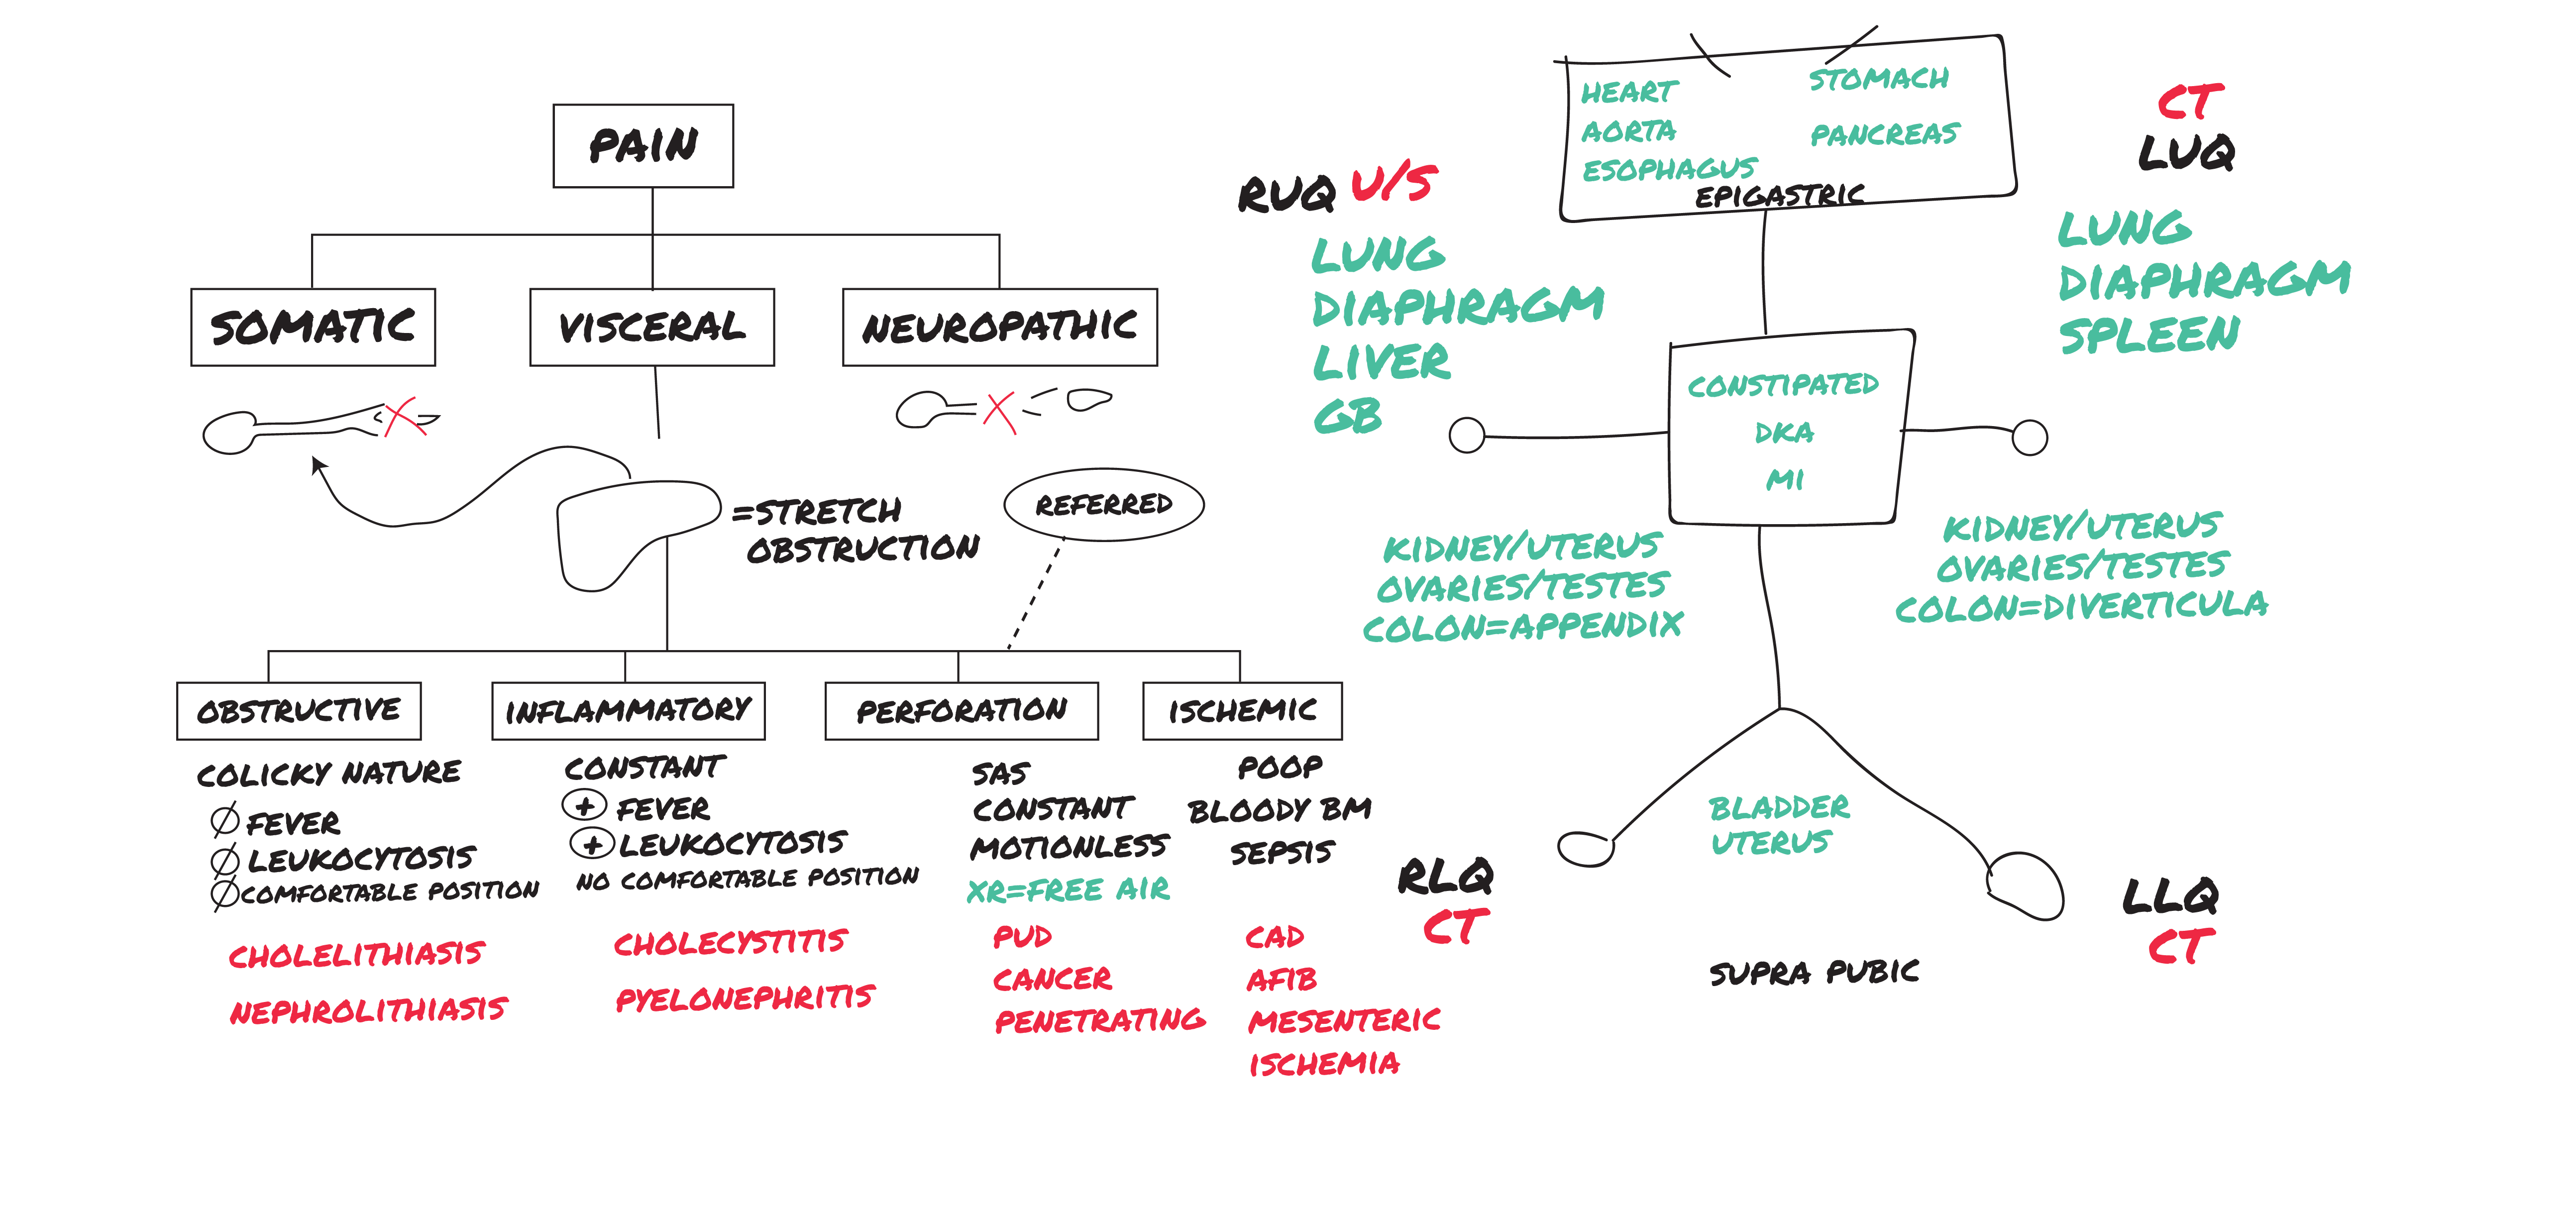 PAIN
SOMATIC
VISCERAL
NEUROPATHIC
=STRETCH
OBSTRUCTION
REFERRED
OBSTRUCTIVE
COLICKY NATURE
Ø FEVER
Ø LEUKOCYTOSIS
Ø COMFORTABLE POSITION
CHOLELITHIASIS
NEPHROLITHIASIS
INFLAMMATORY
CONSTANT
+ FEVER
+ LEUKOCYTOSIS
NO COMFORTABLE POSITION
CHOLECYSTITIS
PYELONEPHRITIS
PERFORATION
SAS
CONSTANT
MOTIONLESS
XR=FREE AIR
PUD
CANCER
PENETRATING
ISCHEMIC
POOP
BLOODY BM
SEPSIS
CAD
AFIB
MESENTERIC
ISCHEMIA
RUQ U/S
LUNG
DIAPHRAGM
LIVER
GB
HEART
AORTA
ESOPHAGUS
STOMACH
PANCREAS
EPIGASTRIC
CT
LUQ
LUNG
DIAPHRAGM
SPLEEN
CONSTIPATED
DKA
MI
KIDNEY/UTERUS
OVARIES/TESTES
COLON=APPENDIX
KIDNEY/UTERUS
OVARIES/TESTES
COLON=DIVERTICULA
BLADDER
UTERUS
RLQ
CT
LLQ
CT
SUPRA PUBIC